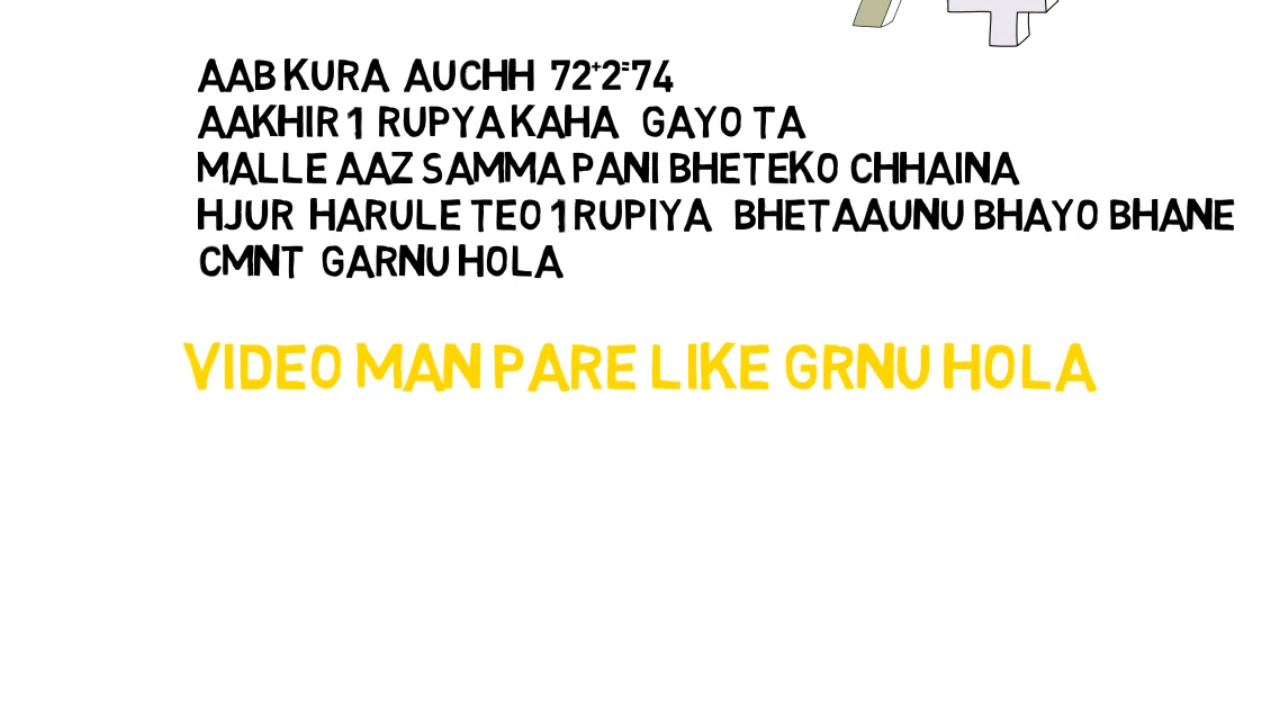 AAB KURA AUCHH 72+2=74
AAKHIR 1 RUPYA KAHA GAYO TA
MALLE AAZ SAMMA PANI BHETEKO CHHAINA
HJUR HARULE TEO 1 RUPIYA BHETAAUNU BHAYO BHANE
CMNT GARNU HOLA
VIDEO MAN PARE LIKE GRNU HOLA